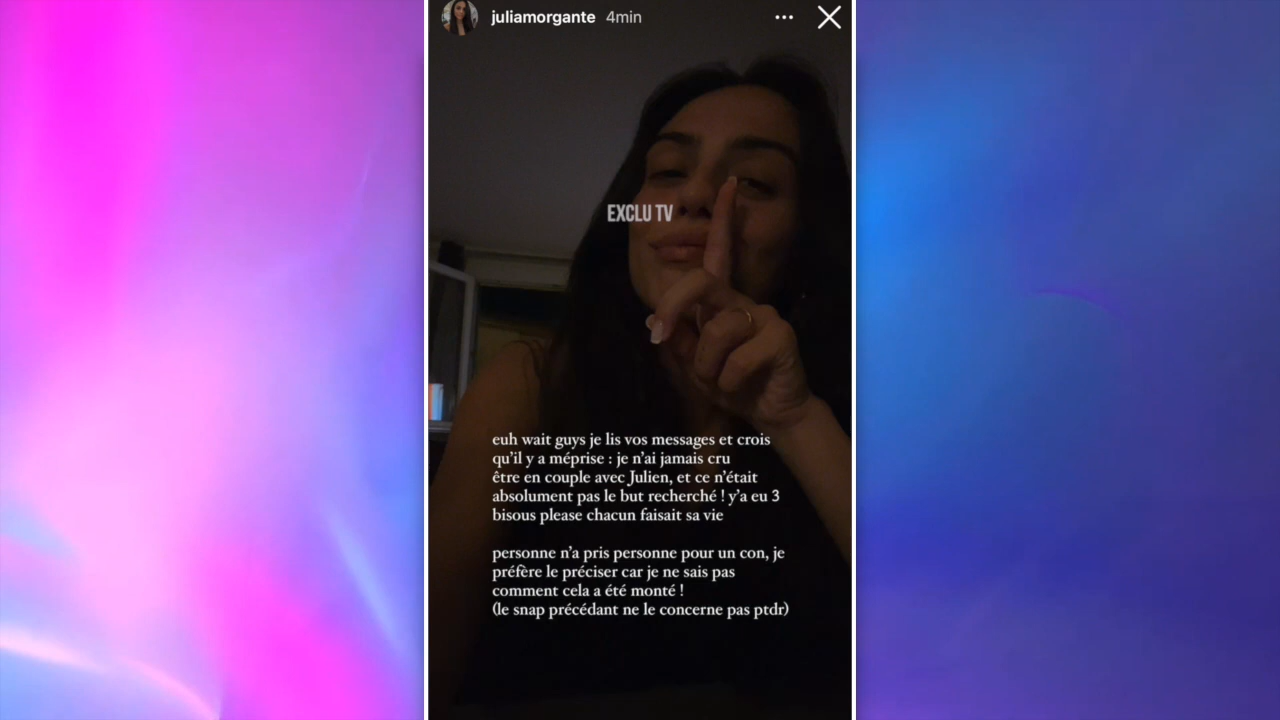 juliamorgante 4min
EXCLU TV
euh wait guys je lis vos messages et crois
qu’il y a méprise : je n’ai jamais cru
être en couple avec Julien, et ce n’était
absolument pas le but recherché ! y’a eu 3
bisous please chacun faisait sa vie
personne n’a pris personne pour un con, je
préfère le préciser car je ne sais pas
comment cela a été monté !
(le snap précédant ne le concerne pas ptdr)